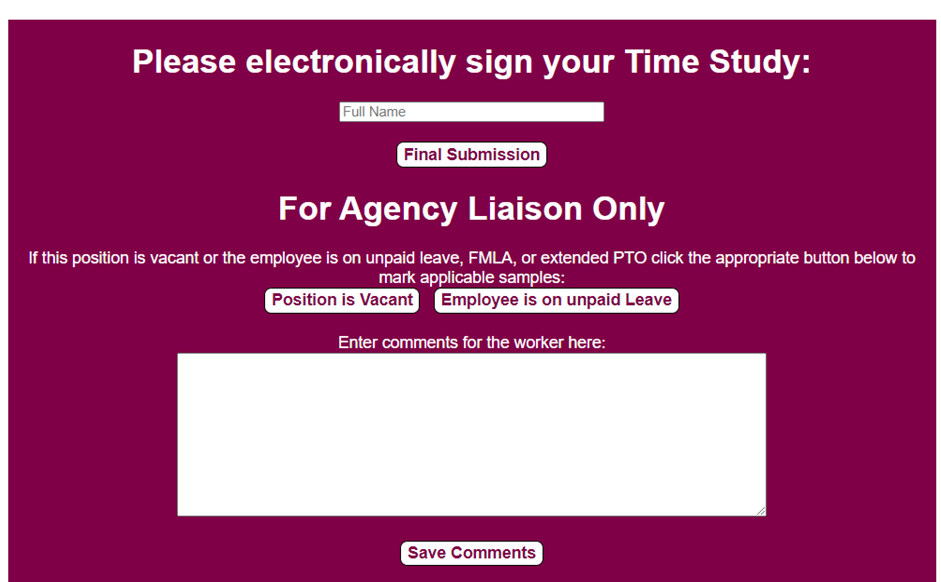 Please electronically sign your Time Study:
Full Name
Final Submission
For Agency Liaison Only
If this position is vacant or the employee is on unpaid leave, FMLA, or extended PTO click the appropriate button below to
mark applicable samples:
Position is Vacant Employee is on unpaid Leave
Enter comments for the worker here:
Save Comments